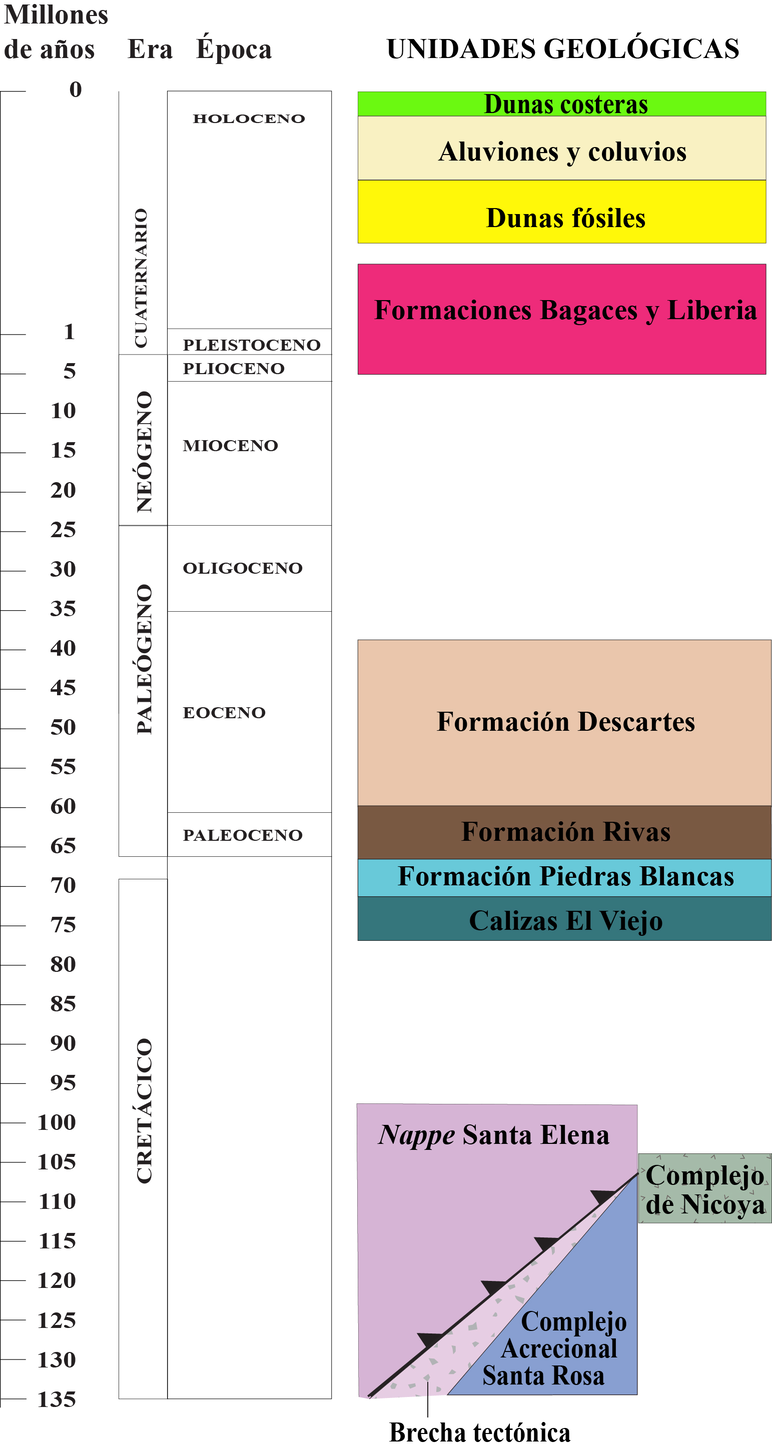 Millones
de años Era Época UNIDADES GEOLÓGICAS
0
HOLOCENO
Dunas costeras
Aluviones y coluvios
Dunas fósiles
CUATERNARIO
Formaciones Bagaces y Liberia
1
PLEISTOCENO
5
PLIOCENO
10
NEÓGENO
MIOCENO
15
20
25
30
OLIGOCENO
35
PALEÓGENO
40
45
50
EOCENO
Formación Descartes
55
60
65
PALEOCENO
Formación Rivas
70
Formación Piedras Blancas
75
Calizas El Viejo
80
85
90
95
100
CRETÁCICO
Nappe Santa Elena
105
110
Complejo
de Nicoya
115
120
125
130
135
Complejo
Acrecional
Santa Rosa
Brecha tectónica